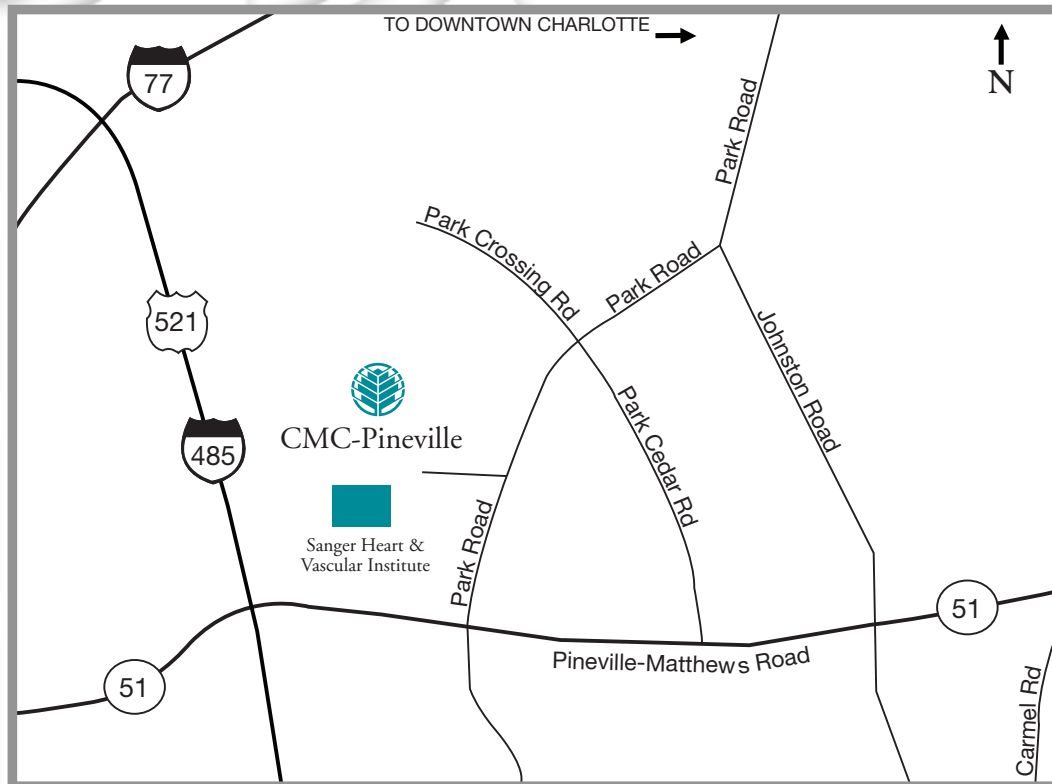 TO DOWNTOWN CHARLOTTE
N
77
Park Road
Park Crossing Rd
Park Road
521
Johnston Road
CMC-Pineville
Park Cedar Rd
485
Park Road
Sanger Heart &
Vascular Institute
51
Pineville-Matthews Road
51
Carmel Rd